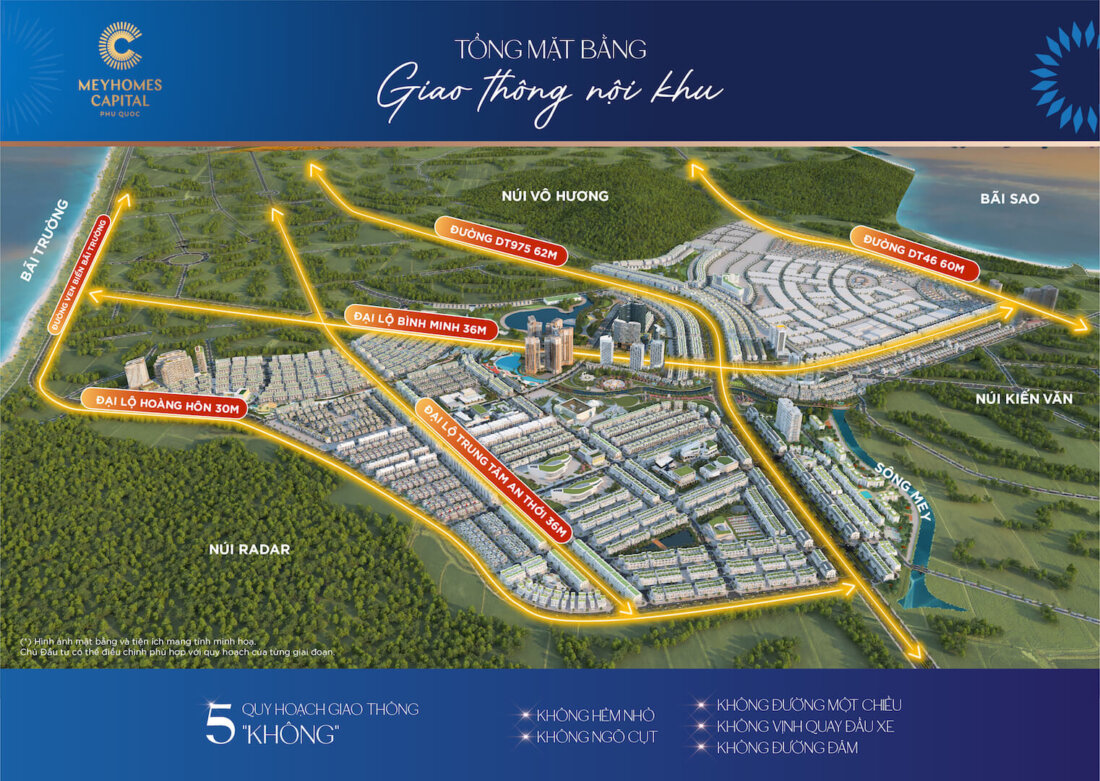 MEYHOMES
CAPITAL
PHU QUOC
TỔNG MẶT BẰNG
Giao thông nội khu
BÃI TRƯỜNG
ĐƯỜNG VEN BIỂN BÃI TRƯỜNG
NÚI VÔ HƯƠNG
BÃI SAO
ĐƯỜNG DT975 62M
ĐƯỜNG DT46 60M
ĐẠI LỘ BÌNH MINH 36M
ĐẠI LỘ HOÀNG HÔN 30M
NÚI KIẾN VĂN
ĐẠI LỘ TRUNG TÂM AN THỚI 36M
SÔNG MEY
NÚI RADAR
(*) Hình ảnh mặt bằng và tiện ích mang tính minh họa.
Chủ Đầu tư có thể điều chỉnh phù hợp với quy hoạch của từng giai đoạn.
5 QUY HOẠCH GIAO THÔNG
"KHÔNG"
KHÔNG HẺM NHỎ
KHÔNG NGÕ CỤT
KHÔNG ĐƯỜNG MỘT CHIỀU
KHÔNG VỊNH QUAY ĐẦU XE
KHÔNG ĐƯỜNG ĐÂM